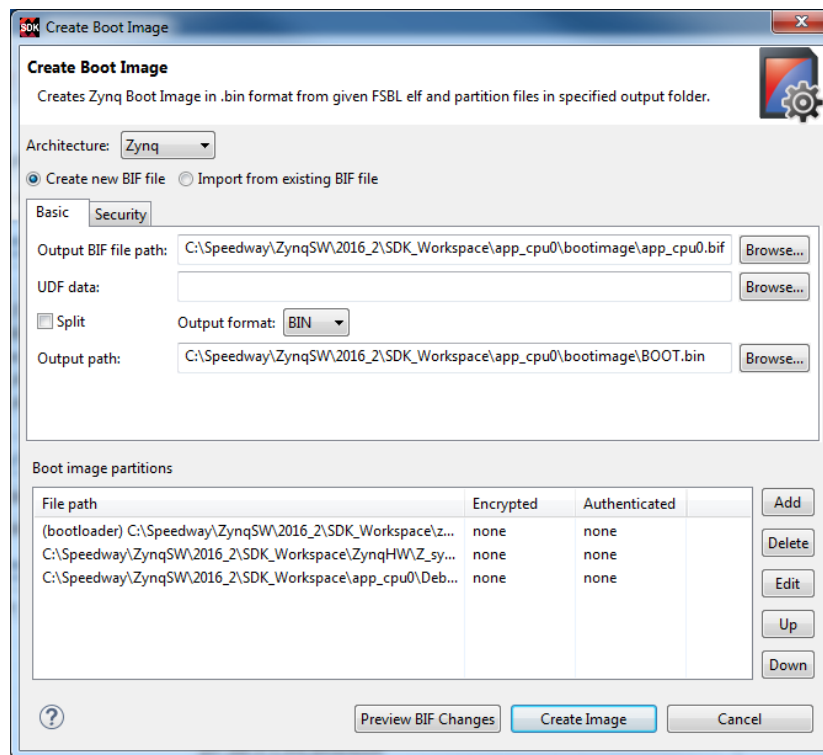 SDK Create Boot Image
Create Boot Image
Creates Zynq Boot Image in .bin format from given FSBL elf and partition files in specified output folder.
Architecture: Zynq
Create new BIF file Import from existing BIF file
Basic Security
Output BIF file path: C:\Speedway\ZynqSW\2016_2\SDK_Workspace\app_cpu0\bootimage\app_cpu0.bif Browse...
UDF data: Browse...
Split Output format: BIN
Output path: C:\Speedway\ZynqSW\2016_2\SDK_Workspace\app_cpu0\bootimage\BOOT.bin Browse...
Boot image partitions
File path Encrypted Authenticated Add
(bootloader) C:\Speedway\ZynqSW\2016_2\SDK_Workspace\z... none none
C:\Speedway\ZynqSW\2016_2\SDK_Workspace\ZynqHW\Z_sy... none none Delete
C:\Speedway\ZynqSW\2016_2\SDK_Workspace\app_cpu0\Deb... none none Edit
Up
Down
? Preview BIF Changes Create Image Cancel